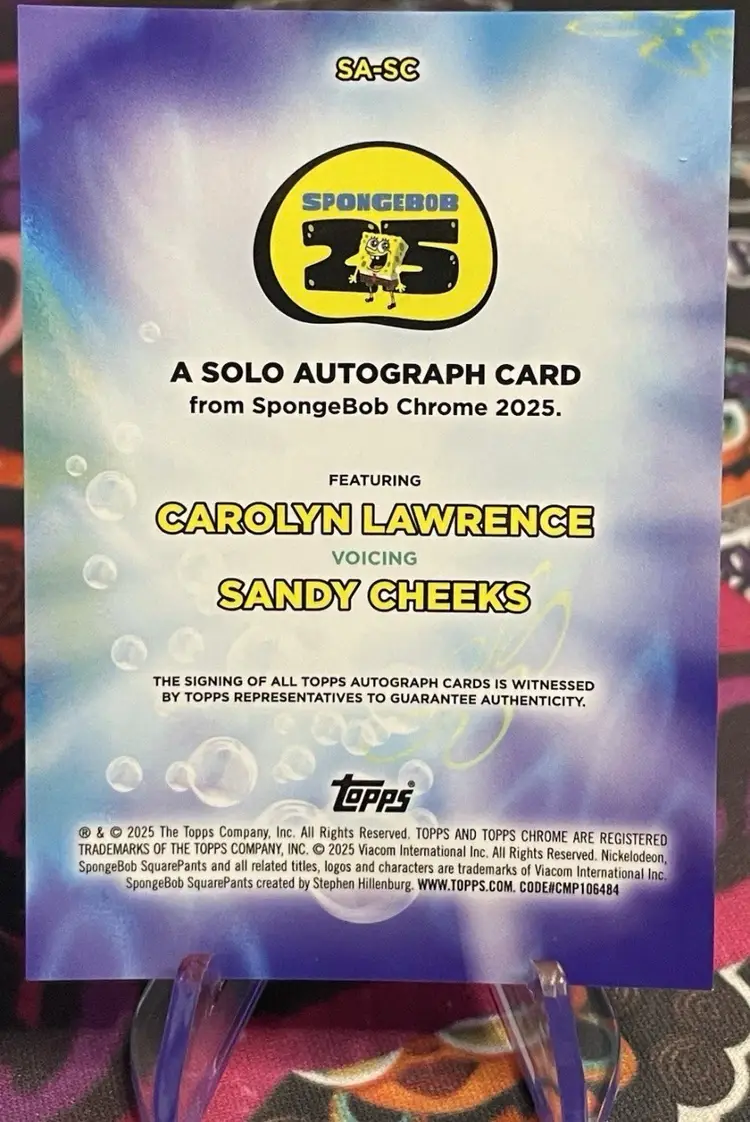 SA-SC
SPONGEBOB
25
A SOLO AUTOGRAPH CARD
from SpongeBob Chrome 2025.
FEATURING
CAROLYN LAWRENCE
VOICING
SANDY CHEEKS
THE SIGNING OF ALL TOPPS AUTOGRAPH CARDS IS WITNESSED
BY TOPPS REPRESENTATIVES TO GUARANTEE AUTHENTICITY.
topps®
® & © 2025 The Topps Company, Inc. All Rights Reserved. TOPPS AND TOPPS CHROME ARE REGISTERED
TRADEMARKS OF THE TOPPS COMPANY, INC. © 2025 Viacom International Inc. All Rights Reserved. Nickelodeon,
SpongeBob SquarePants and all related titles, logos and characters are trademarks of Viacom International Inc.
SpongeBob SquarePants created by Stephen Hillenburg. WWW.TOPPS.COM. CODE#CMP106484